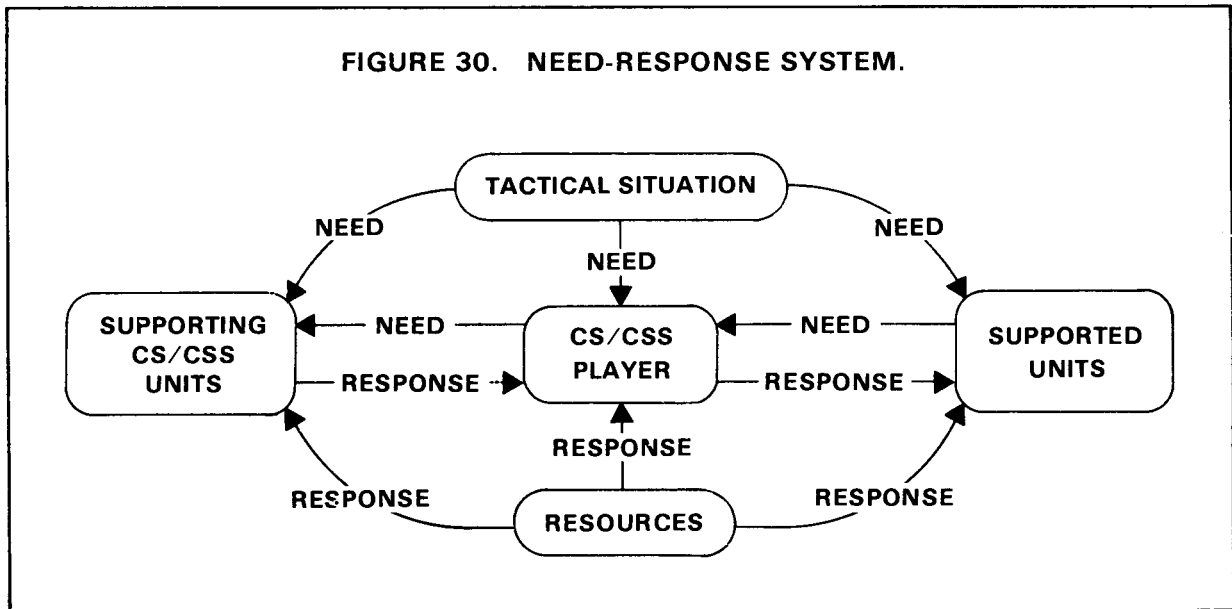 FIGURE 30. NEED-RESPONSE SYSTEM.
TACTICAL SITUATION
NEED
NEED
NEED
SUPPORTING
CS/CSS
UNITS
NEED
RESPONSE
CS/CSS
PLAYER
NEED
RESPONSE
SUPPORTED
UNITS
RESPONSE
RESPONSE
RESPONSE
RESOURCES